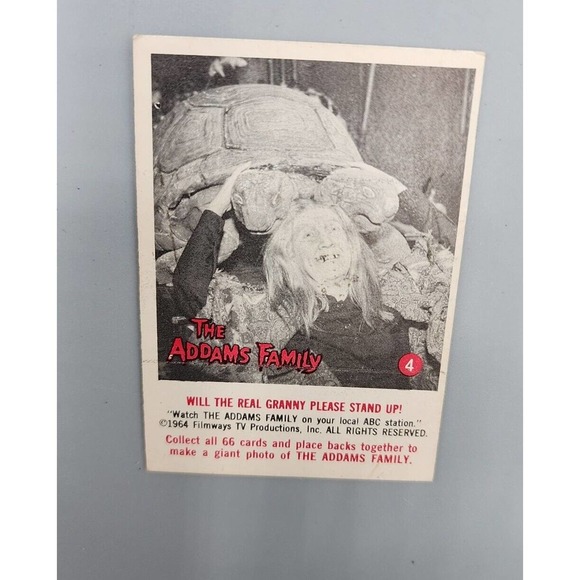 THE
ADDAMS FAMILY
4
WILL THE REAL GRANNY PLEASE STAND UP!
"Watch THE ADDAMS FAMILY on your local ABC station."
©1964 Filmways TV Productions, Inc. ALL RIGHTS RESERVED.
Collect all 66 cards and place backs together to
make a giant photo of THE ADDAMS FAMILY.